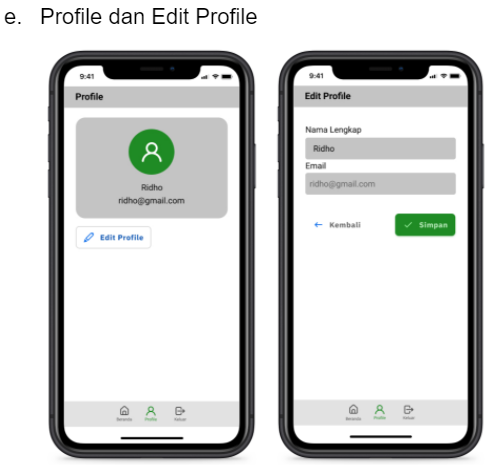 e. Profile dan Edit Profile
9:41
Profile
Ridho
ridho@gmail.com
Edit Profile
Beranda
Profile
Keluar
9:41
Edit Profile
Nama Lengkap
Ridho
Email
ridho@gmail.com
Kembali
Simpan
Beranda
Profile
Keluar